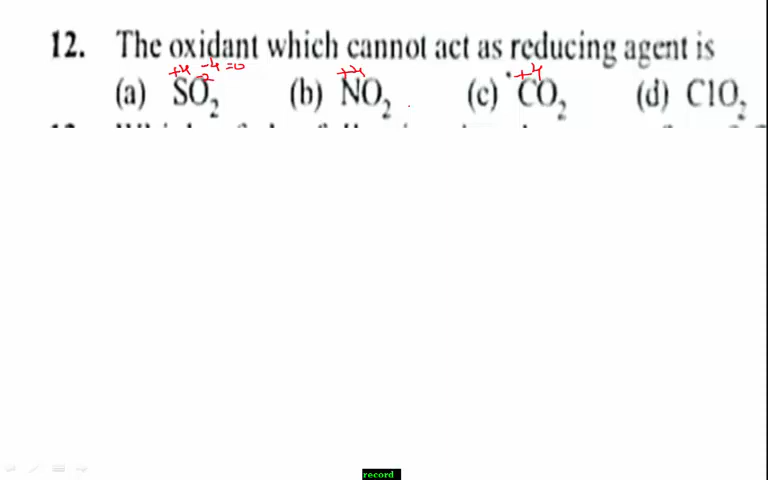 12. The oxidant which cannot act as reducing agent is
+4 -4 =0 +4 +4
(a) SO₂ (b) NO₂ (c) CO₂ (d) ClO₂
record